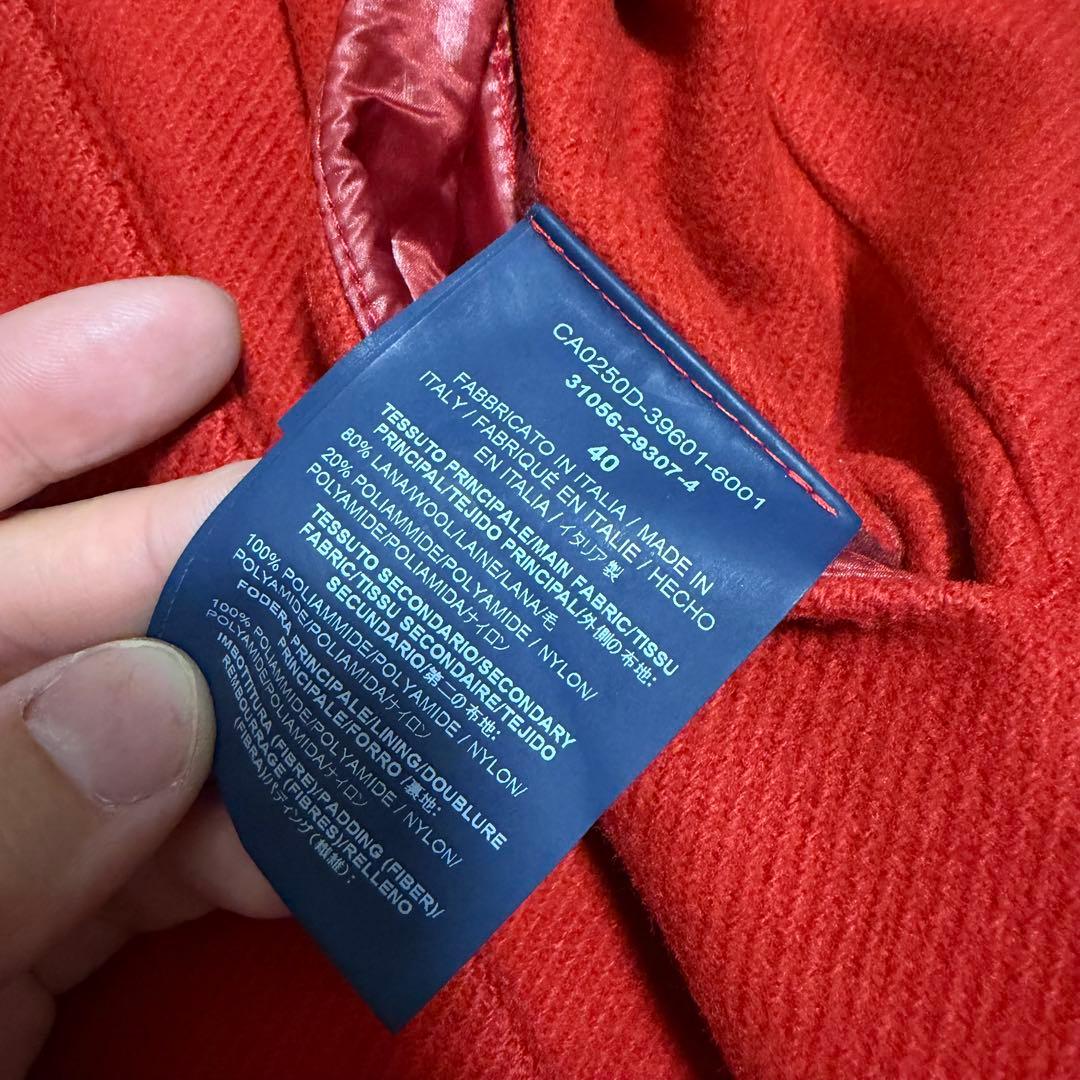 CA0250D-39601-6001
31056-29307-4
40
FABBRICATO IN ITALIA / MADE IN
ITALY / FABRIQUÉ EN ITALIE / HECHO
EN ITALIA / イタリア製
TESSUTO PRINCIPALE/MAIN FABRIC/TISSU
PRINCIPAL/TEJIDO PRINCIPAL/外側の布地:
80% LANA/WOOL/LAINE/LANA/毛
20% POLIAMMIDE/POLYAMIDE / NYLON/
POLYAMIDE/POLIAMIDA/ナイロン
TESSUTO SECONDARIO/SECONDARY
FABRIC/TISSU SECONDAIRE/TEJIDO
SECUNDARIO/第二の布地:
100% POLIAMMIDE/POLYAMIDE / NYLON/
POLYAMIDE/POLIAMIDA/ナイロン
FODERA PRINCIPALE/LINING/DOUBLURE
PRINCIPALE/FORRO /裏地:
100% POLIAMMIDE/POLYAMIDE / NYLON/
POLYAMIDE/POLIAMIDA/ナイロン
IMBOTTITURA (FIBRE)/PADDING (FIBER)/
REMBOURRAGE (FIBRES)/RELLENO
(FIBRA)/パディング(繊維):